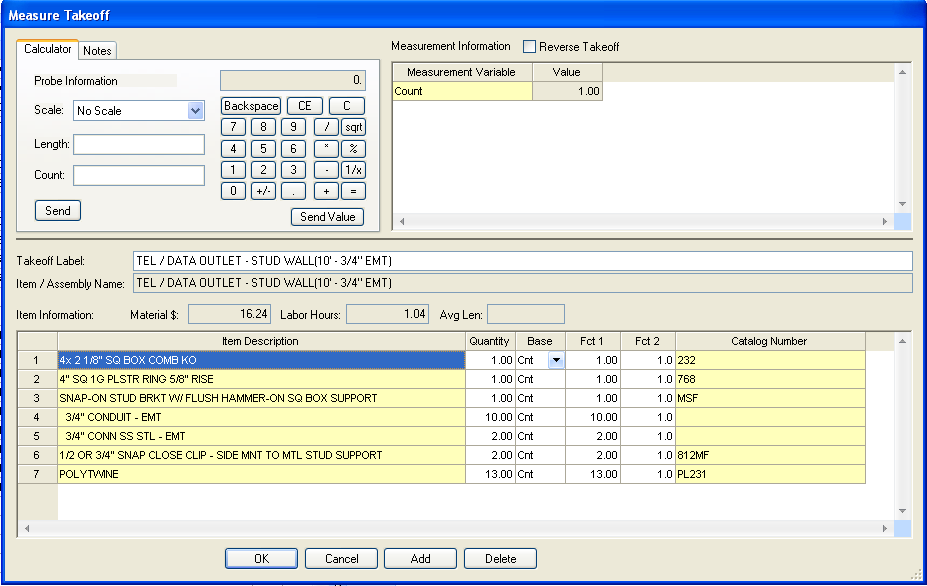 Measure Takeoff
Calculator Notes
Probe Information
0.
Scale: No Scale
Backspace CE C
7 8 9 / sqrt
Length:
4 5 6 * %
Count:
1 2 3 - 1/x
0 +/- . + =
Send
Send Value
Measurement Information Reverse Takeoff
Measurement Variable Value
Count 1.00
Takeoff Label: TEL / DATA OUTLET - STUD WALL(10' - 3/4" EMT)
Item / Assembly Name: TEL / DATA OUTLET - STUD WALL(10' - 3/4" EMT)
Item Information: Material $: 16.24 Labor Hours: 1.04 Avg Len:
Item Description Quantity Base Fct 1 Fct 2 Catalog Number
1 4x 2 1/8" SQ BOX COMB KO 1.00 Cnt 1.00 1.0 232
2 4" SQ 1G PLSTR RING 5/8" RISE 1.00 Cnt 1.00 1.0 768
3 SNAP-ON STUD BRKT W/ FLUSH HAMMER-ON SQ BOX SUPPORT 1.00 Cnt 1.00 1.0 MSF
4 3/4" CONDUIT - EMT 10.00 Cnt 10.00 1.0
5 3/4" CONN SS STL - EMT 2.00 Cnt 2.00 1.0
6 1/2 OR 3/4" SNAP CLOSE CLIP - SIDE MNT TO MTL STUD SUPPORT 2.00 Cnt 2.00 1.0 812MF
7 POLYTWINE 13.00 Cnt 13.00 1.0 PL231
OK Cancel Add Delete